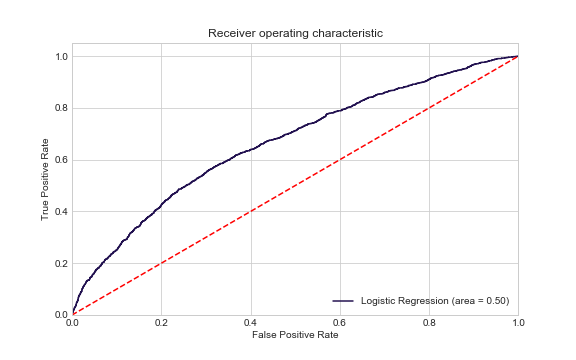 Receiver operating characteristic
1.0
0.8
0.6
0.4
0.2
0.0
True Positive Rate
Logistic Regression (area = 0.50)
0.0 0.2 0.4 0.6 0.8 1.0
False Positive Rate